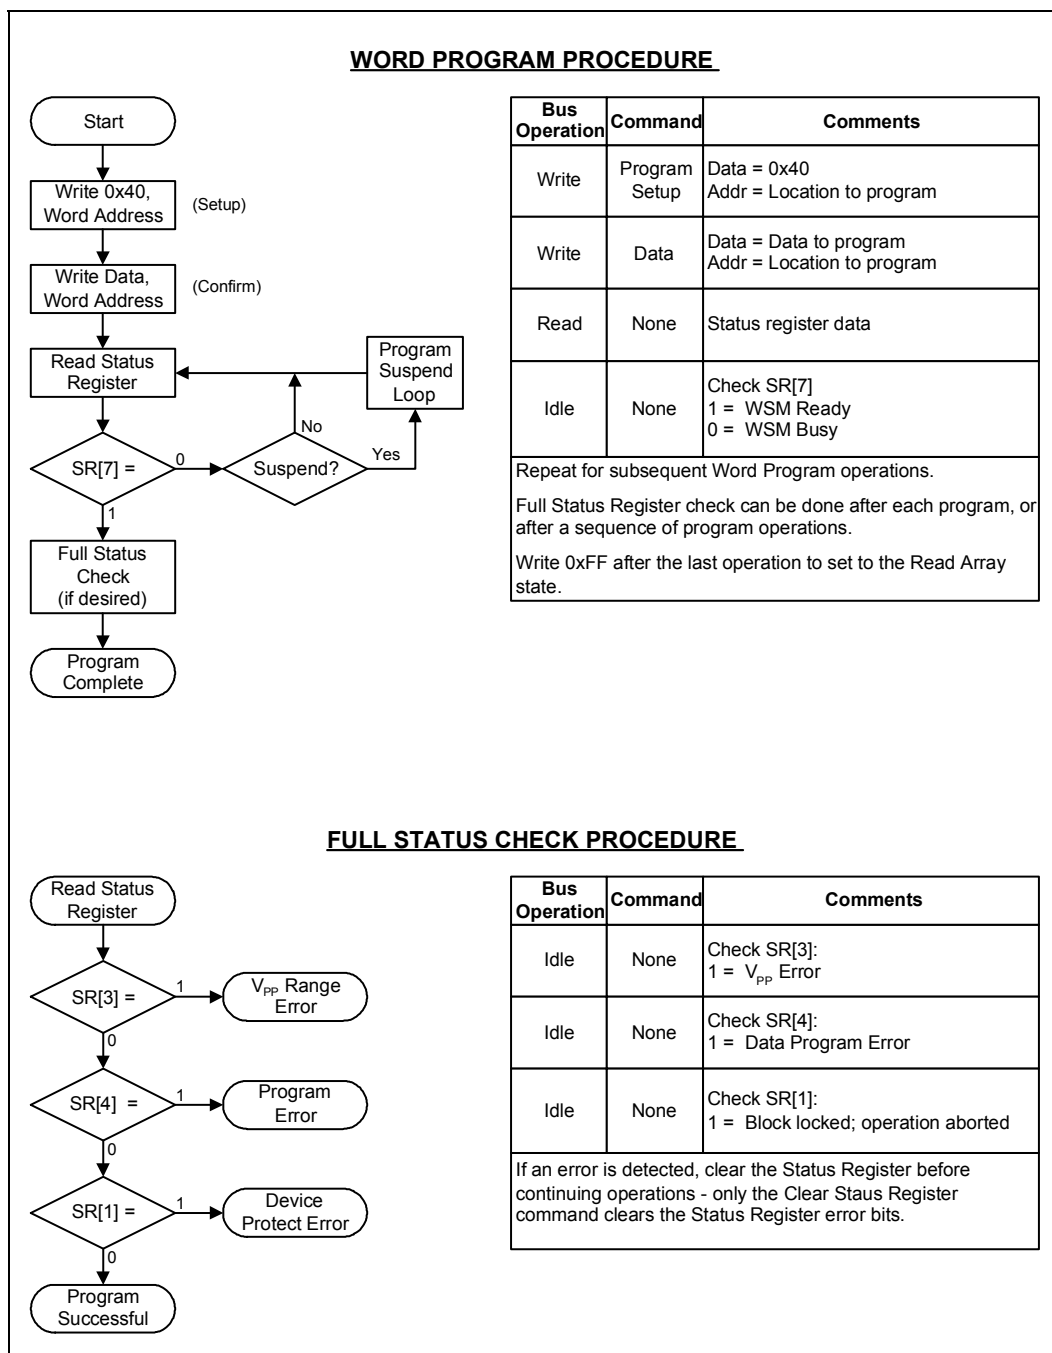 WORD PROGRAM PROCEDURE
Start
Write 0x40,
Word Address
(Setup)
Write Data,
Word Address
(Confirm)
Read Status
Register
Program
Suspend
Loop
No
Yes
SR[7] =
0
Suspend?
1
Full Status
Check
(if desired)
Program
Complete
Bus
Operation
Command
Comments
Write
Program
Setup
Data = 0x40
Addr = Location to program
Write
Data
Data = Data to program
Addr = Location to program
Read
None
Status register data
Idle
None
Check SR[7]
1 = WSM Ready
0 = WSM Busy
Repeat for subsequent Word Program operations.
Full Status Register check can be done after each program, or
after a sequence of program operations.
Write 0xFF after the last operation to set to the Read Array
state.
FULL STATUS CHECK PROCEDURE
Read Status
Register
SR[3] =
1
VPP Range
Error
0
SR[4] =
1
Program
Error
0
SR[1] =
1
Device
Protect Error
0
Program
Successful
Bus
Operation
Command
Comments
Idle
None
Check SR[3]:
1 = VPP Error
Idle
None
Check SR[4]:
1 = Data Program Error
Idle
None
Check SR[1]:
1 = Block locked; operation aborted
If an error is detected, clear the Status Register before
continuing operations - only the Clear Staus Register
command clears the Status Register error bits.